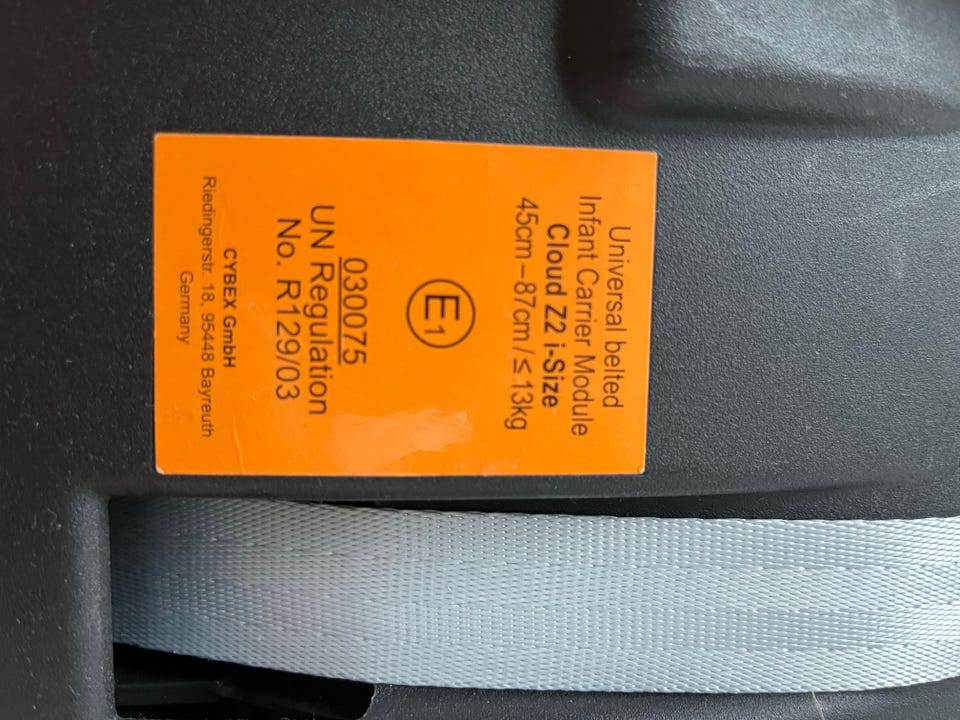 Universal belted
Infant Carrier Module
Cloud Z2 i-Size
45cm–87cm/≤13kg
E1
030075
UN Regulation
No. R129/03
CYBEX GmbH
Riedingerstr. 18, 95448 Bayreuth
Germany